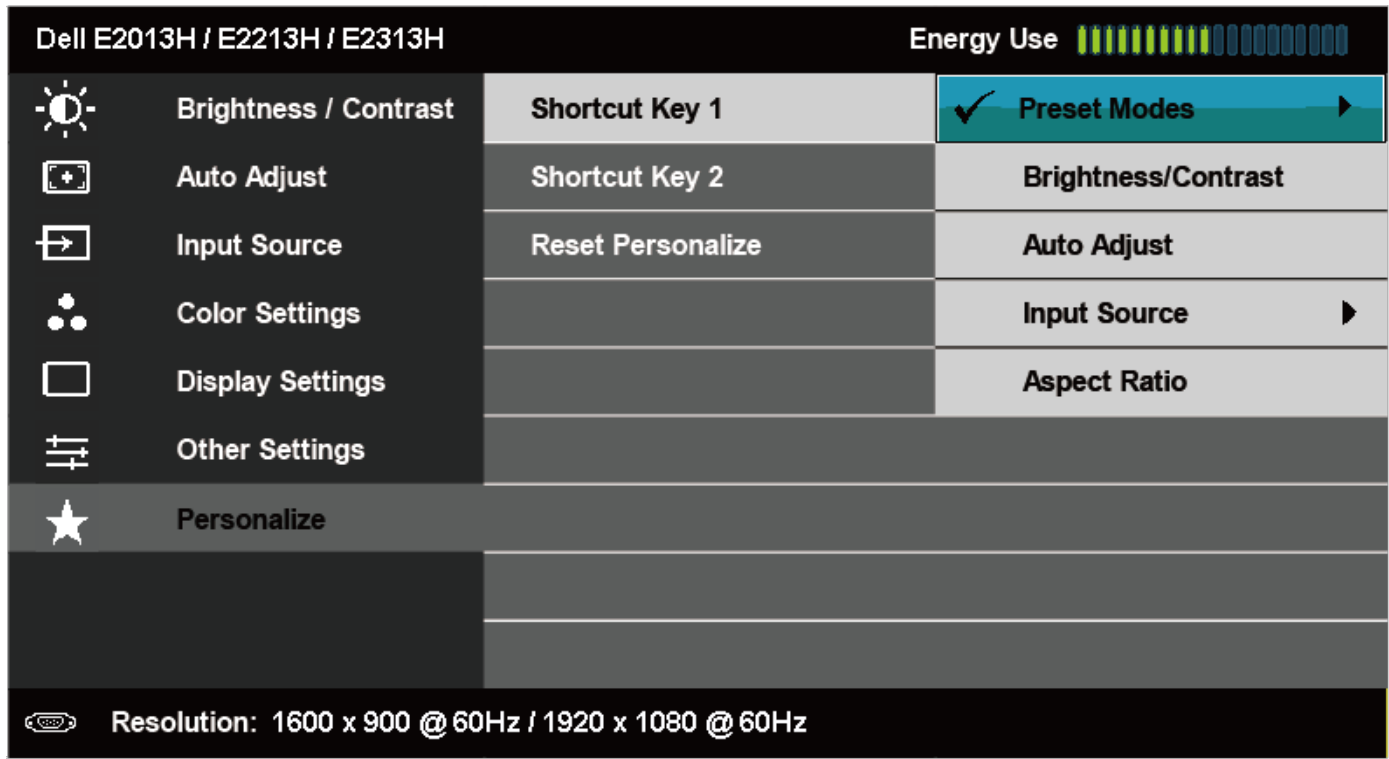 Dell E2013H / E2213H / E2313H Energy Use
Brightness / Contrast Shortcut Key 1 Preset Modes
Auto Adjust Shortcut Key 2 Brightness/Contrast
Input Source Reset Personalize Auto Adjust
Color Settings Input Source
Display Settings Aspect Ratio
Other Settings
Personalize
Resolution: 1600 x 900 @ 60Hz / 1920 x 1080 @ 60Hz